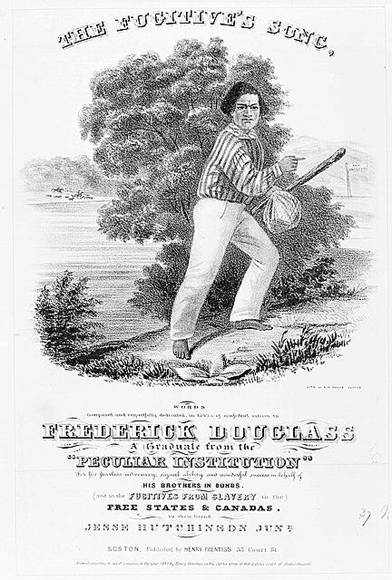 THE FUGITIVE'S SONG,
WORDS
composed and respectfully dedicated, in token of confident esteem to
FREDERICK DOUGLASS
A Graduate from the
"PECULIAR INSTITUTION"
For his fearless advocacy, signal ability and wonderful success in behalf of
HIS BROTHERS IN BONDS.
(and to the FUGITIVES FROM SLAVERY in the)
FREE STATES & CANADAS.
by their friend
JESSE HUTCHINSON JUNR.
BOSTON, Published by HENRY PRENTISS 33 Court St.